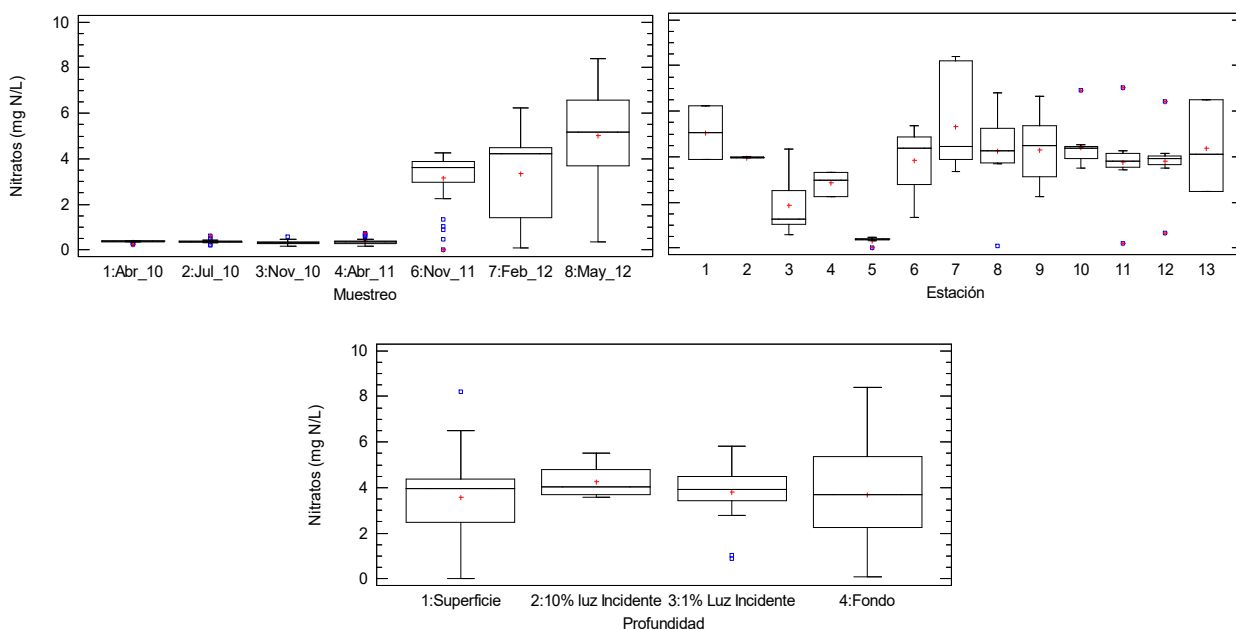 Nitratos (mg N/L)
10
8
6
4
2
0
1:Abr_10 2:Jul_10 3:Nov_10 4:Abr_11 6:Nov_11 7:Feb_12 8:May_12
Muestreo
1 2 3 4 5 6 7 8 9 10 11 12 13
Estación
Nitratos (mg N/L)
10
8
6
4
2
0
1:Superficie 2:10% luz Incidente 3:1% Luz Incidente 4:Fondo
Profundidad